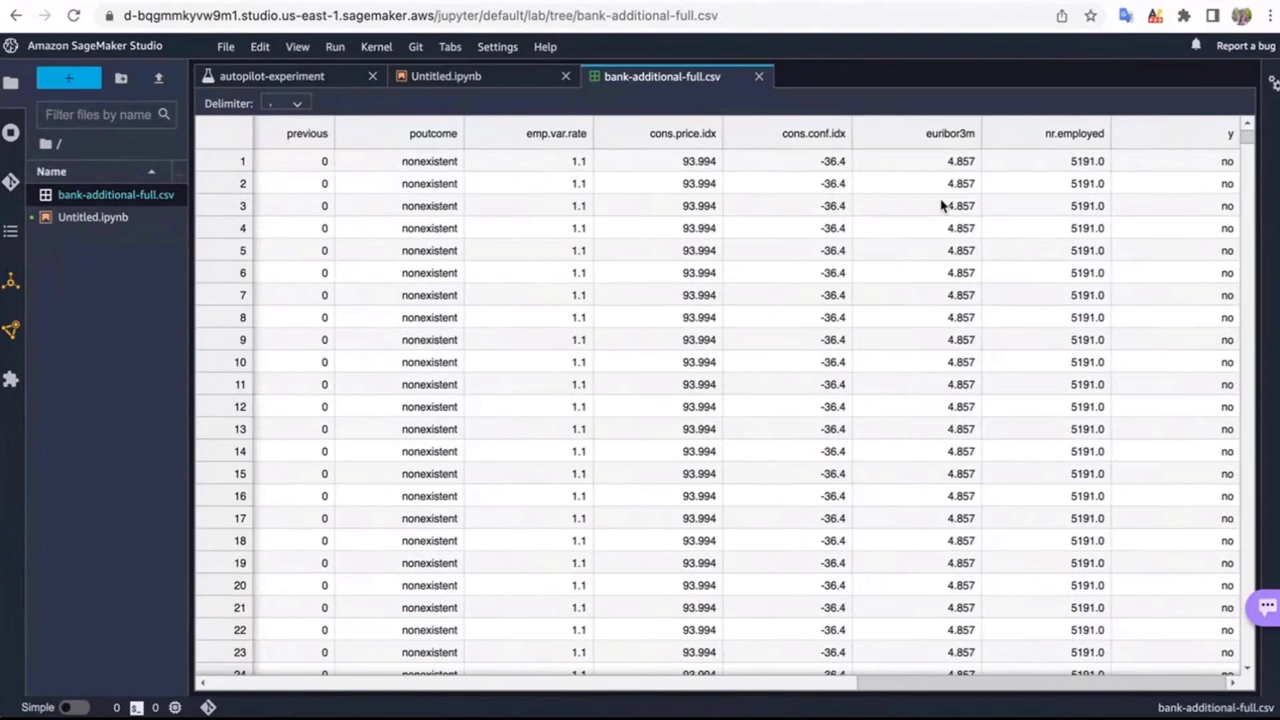 d-bqgmmkyvw9m1.studio.us-east-1.sagemaker.aws/jupyter/default/lab/tree/bank-additional-full.csv
Amazon SageMaker Studio File Edit View Run Kernel Git Tabs Settings Help Report a bug
autopilot-experiment Untitled.ipynb bank-additional-full.csv
Delimiter: ,
Filter files by name
/
Name
bank-additional-full.csv
Untitled.ipynb
previous poutcome emp.var.rate cons.price.idx cons.conf.idx euribor3m nr.employed y
1 0 nonexistent 1.1 93.994 -36.4 4.857 5191.0 no
2 0 nonexistent 1.1 93.994 -36.4 4.857 5191.0 no
3 0 nonexistent 1.1 93.994 -36.4 4.857 5191.0 no
4 0 nonexistent 1.1 93.994 -36.4 4.857 5191.0 no
5 0 nonexistent 1.1 93.994 -36.4 4.857 5191.0 no
6 0 nonexistent 1.1 93.994 -36.4 4.857 5191.0 no
7 0 nonexistent 1.1 93.994 -36.4 4.857 5191.0 no
8 0 nonexistent 1.1 93.994 -36.4 4.857 5191.0 no
9 0 nonexistent 1.1 93.994 -36.4 4.857 5191.0 no
10 0 nonexistent 1.1 93.994 -36.4 4.857 5191.0 no
11 0 nonexistent 1.1 93.994 -36.4 4.857 5191.0 no
12 0 nonexistent 1.1 93.994 -36.4 4.857 5191.0 no
13 0 nonexistent 1.1 93.994 -36.4 4.857 5191.0 no
14 0 nonexistent 1.1 93.994 -36.4 4.857 5191.0 no
15 0 nonexistent 1.1 93.994 -36.4 4.857 5191.0 no
16 0 nonexistent 1.1 93.994 -36.4 4.857 5191.0 no
17 0 nonexistent 1.1 93.994 -36.4 4.857 5191.0 no
18 0 nonexistent 1.1 93.994 -36.4 4.857 5191.0 no
19 0 nonexistent 1.1 93.994 -36.4 4.857 5191.0 no
20 0 nonexistent 1.1 93.994 -36.4 4.857 5191.0 no
21 0 nonexistent 1.1 93.994 -36.4 4.857 5191.0 no
22 0 nonexistent 1.1 93.994 -36.4 4.857 5191.0 no
23 0 nonexistent 1.1 93.994 -36.4 4.857 5191.0 no
Simple 0 0 bank-additional-full.csv